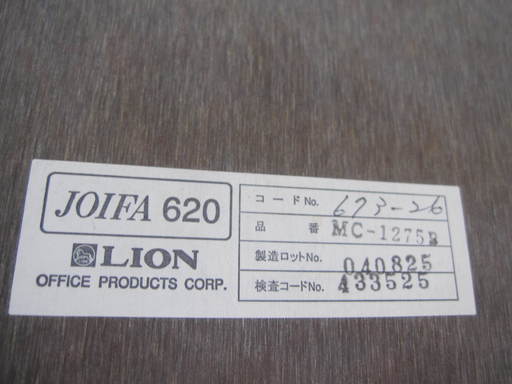 JOIFA 620
LION
OFFICE PRODUCTS CORP.
コードNo. 673-26
品番 MC-1275B
製造ロットNo. 040825
検査コードNo. 433525